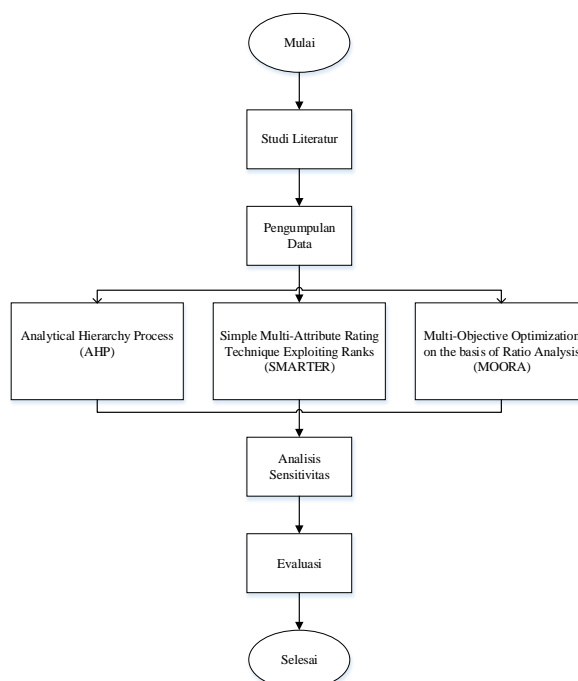 Mulai
Studi Literatur
Pengumpulan
Data
Analytical Hierarchy Process
(AHP)
Simple Multi-Attribute Rating
Technique Exploiting Ranks
(SMARTER)
Multi-Objective Optimization
on the basis of Ratio Analysis
(MOORA)
Analisis
Sensitivitas
Evaluasi
Selesai